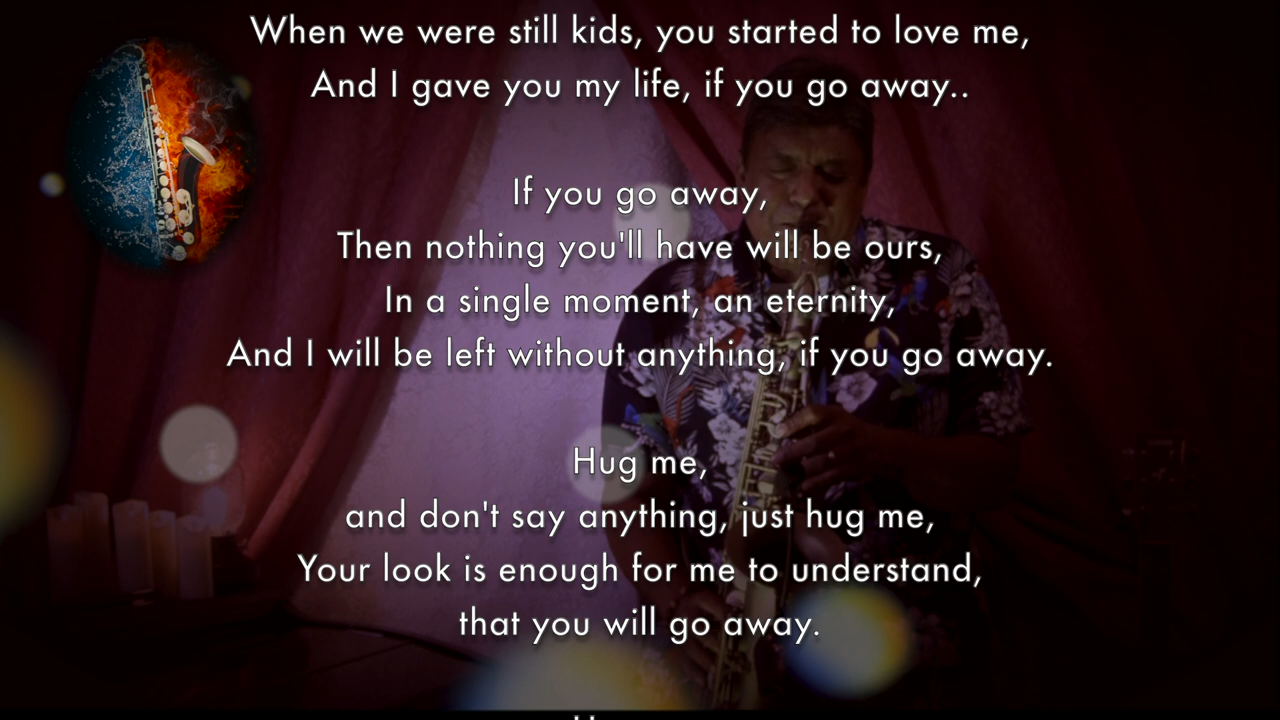 When we were still kids, you started to love me,
And I gave you my life, if you go away..
If you go away,
Then nothing you'll have will be ours,
In a single moment, an eternity,
And I will be left without anything, if you go away.
Hug me,
and don't say anything, just hug me,
Your look is enough for me to understand,
that you will go away.